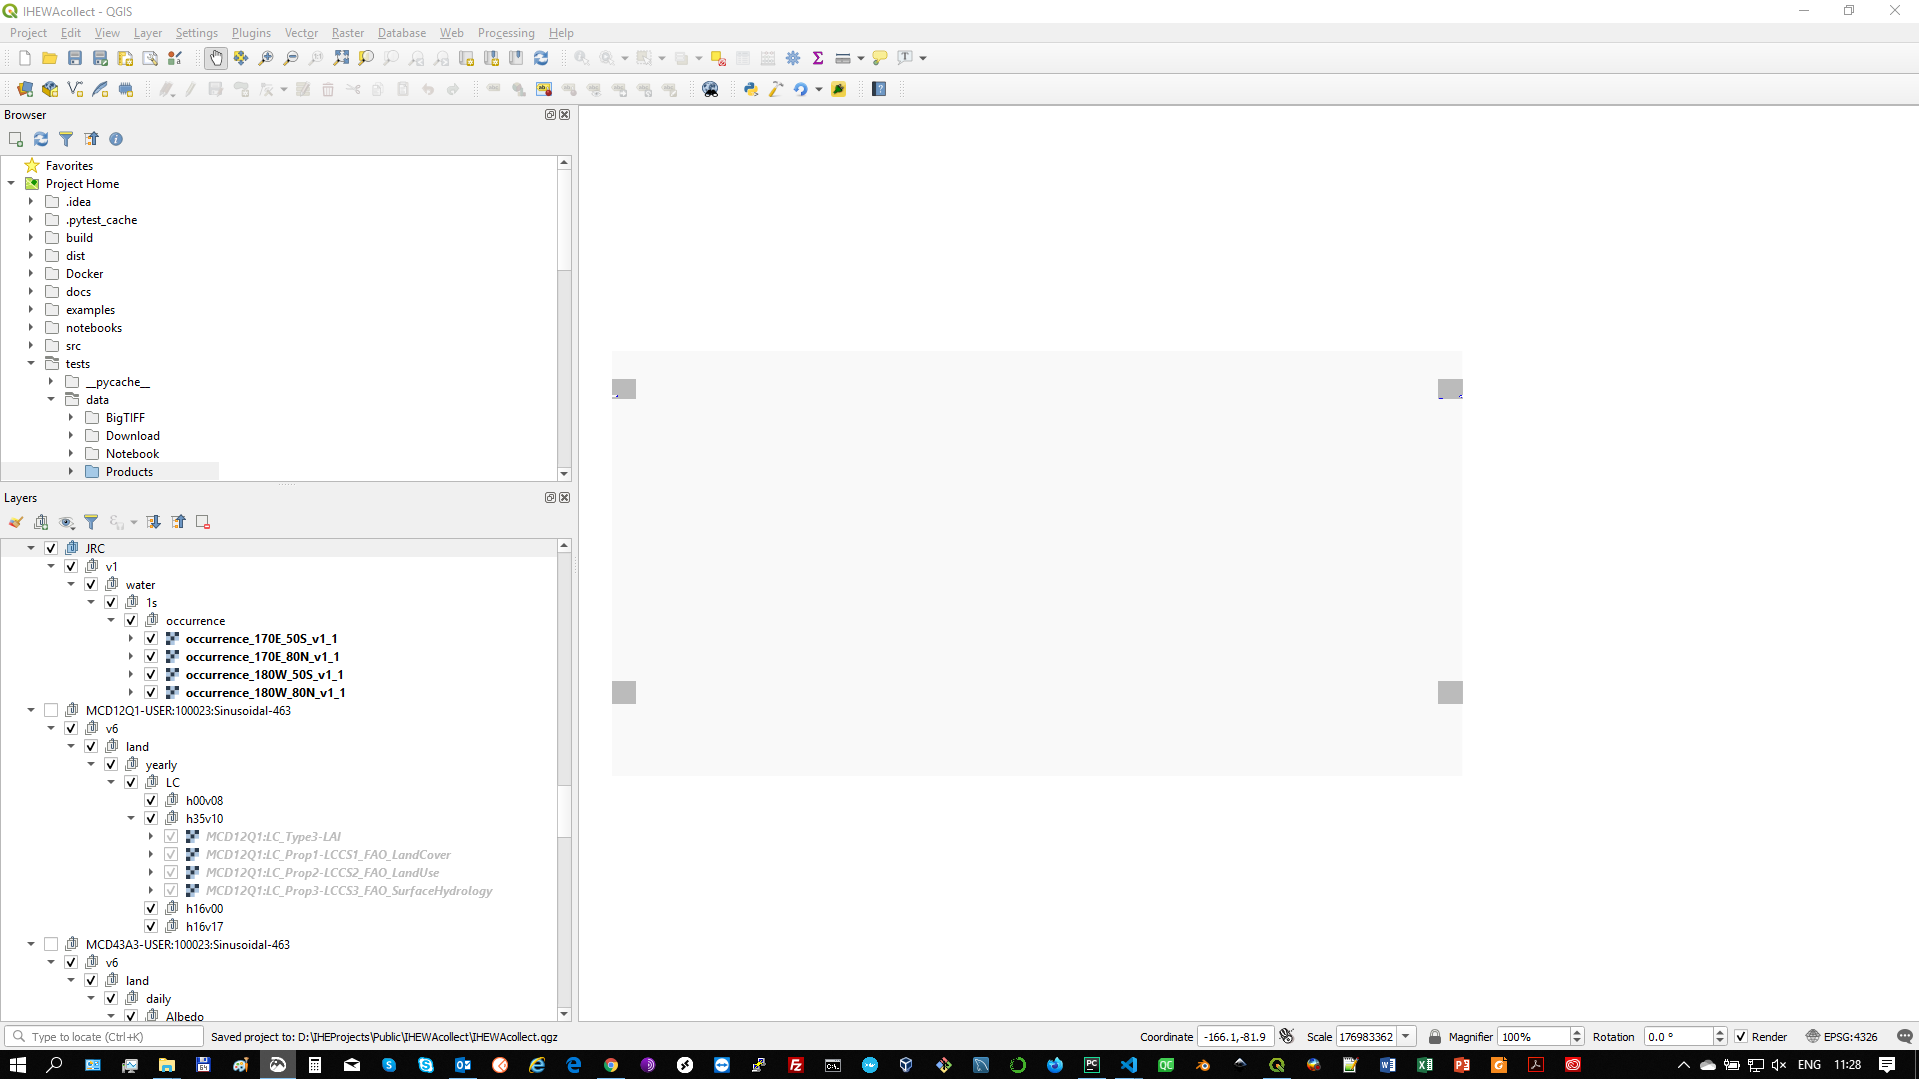 IHEWAcollect - QGIS
Project Edit View Layer Settings Plugins Vector Raster Database Web Processing Help
Browser
Favorites
Project Home
.idea
.pytest_cache
build
dist
Docker
docs
examples
notebooks
src
tests
__pycache__
data
BigTIFF
Download
Notebook
Products
Layers
JRC
v1
water
1s
occurrence
occurrence_170E_50S_v1_1
occurrence_170E_80N_v1_1
occurrence_180W_50S_v1_1
occurrence_180W_80N_v1_1
MCD12Q1-USER:100023:Sinusoidal-463
v6
land
yearly
LC
h00v08
h35v10
MCD12Q1:LC_Type3-LAI
MCD12Q1:LC_Prop1-LCCS1_FAO_LandCover
MCD12Q1:LC_Prop2-LCCS2_FAO_LandUse
MCD12Q1:LC_Prop3-LCCS3_FAO_SurfaceHydrology
h16v00
h16v17
MCD43A3-USER:100023:Sinusoidal-463
v6
land
daily
Albedo
Type to locate (Ctrl+K) Saved project to: D:\IHEProjects\Public\IHEWAcollect\IHEWAcollect.qgz Coordinate -166.1,-81.9 Scale 176983362 Magnifier 100% Rotation 0.0 ° Render EPSG:4326
ENG 11:28